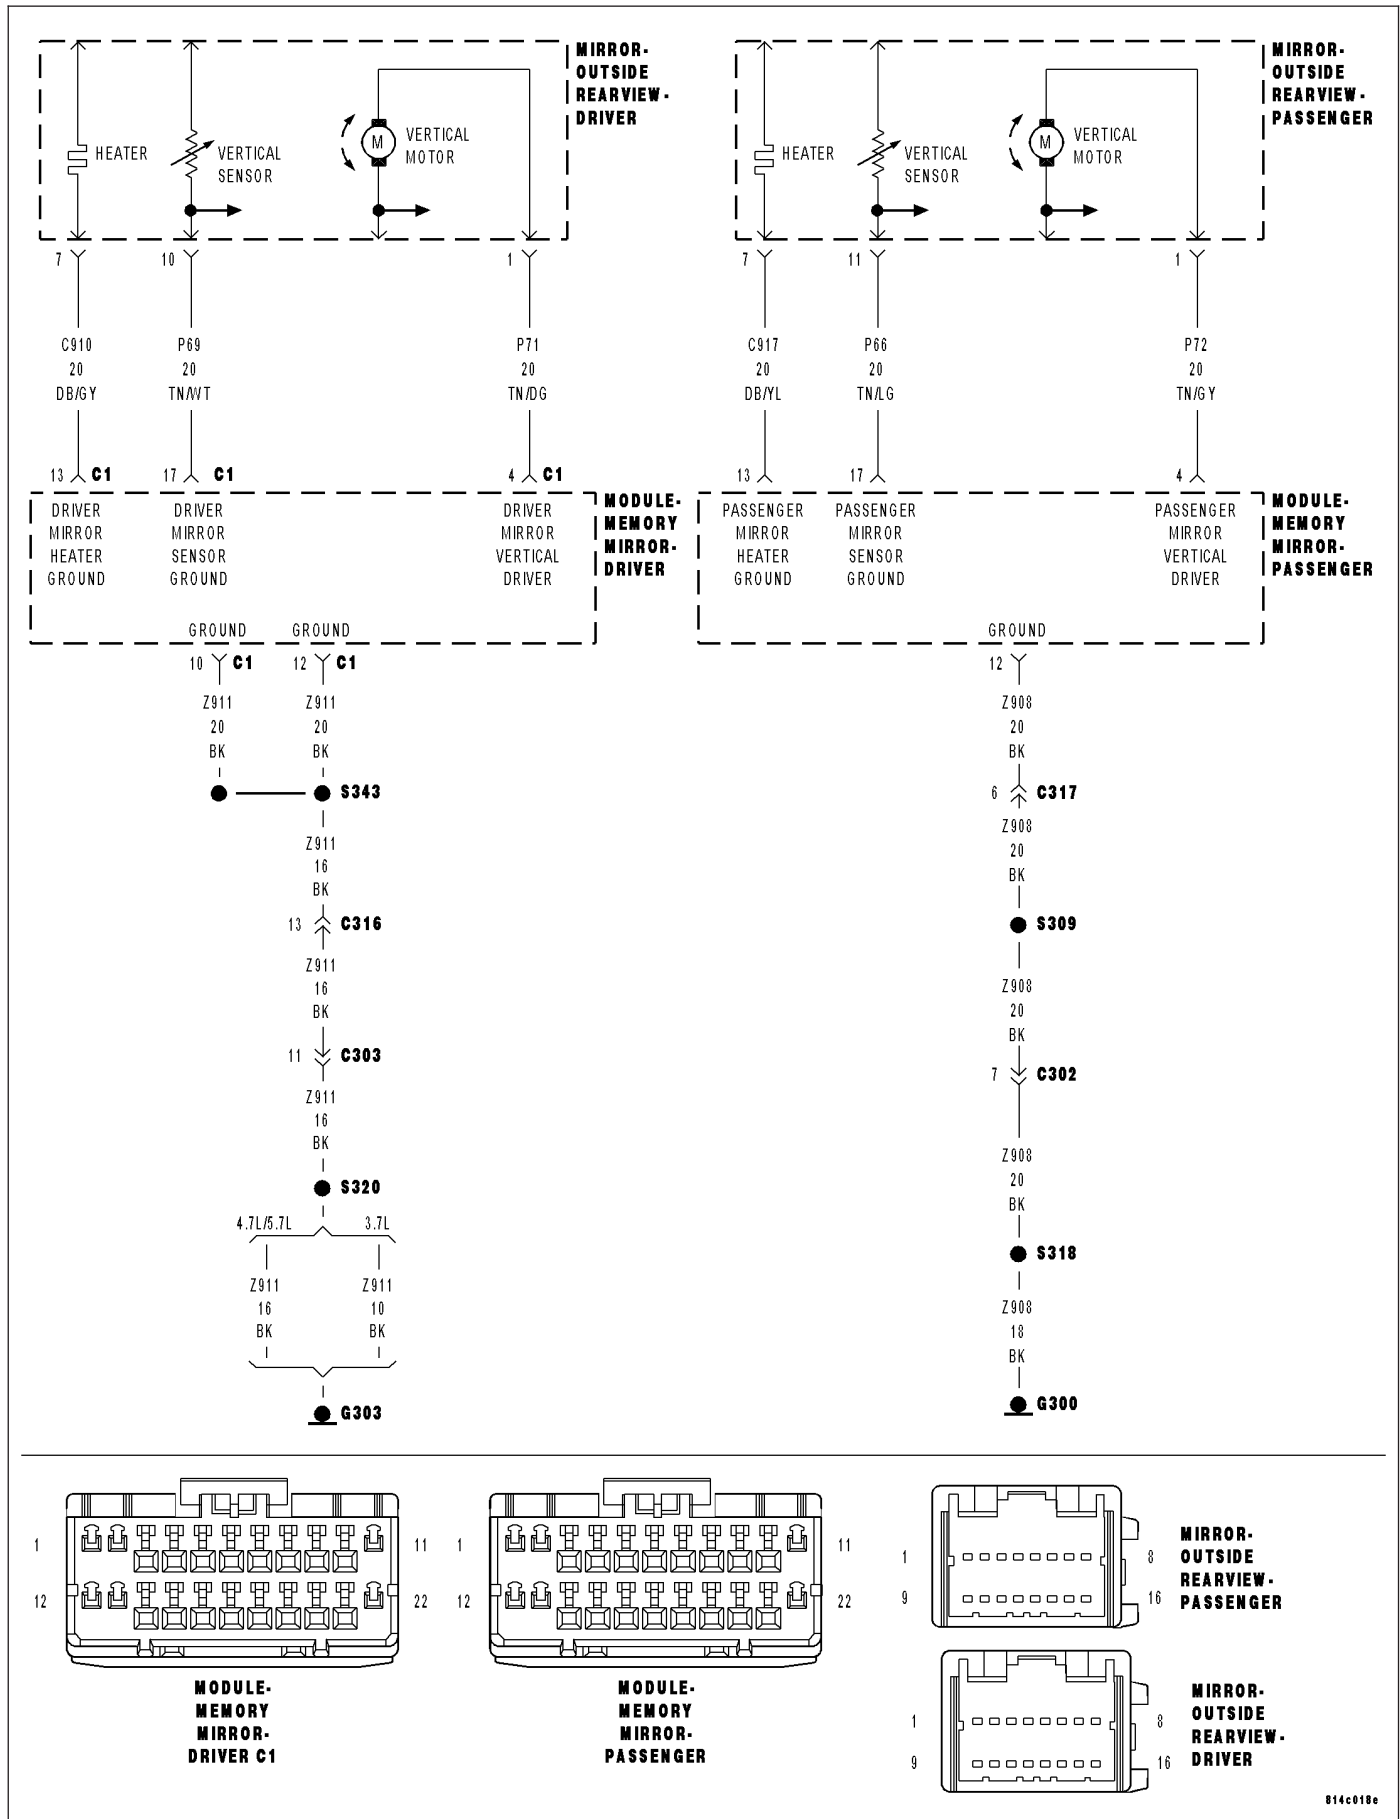 MIRROR-
OUTSIDE
REARVIEW-
DRIVER
HEATER
VERTICAL
SENSOR
M
VERTICAL
MOTOR
MIRROR-
OUTSIDE
REARVIEW-
PASSENGER
HEATER
VERTICAL
SENSOR
M
VERTICAL
MOTOR
7 10 1 7 11 1
C910 P69 P71 C917 P66 P72
20 20 20 20 20 20
DB/GY TN/WT TN/DG DB/YL TN/LG TN/GY
13 C1 17 C1 4 C1 13 17 4
DRIVER
MIRROR
HEATER
GROUND
DRIVER
MIRROR
SENSOR
GROUND
DRIVER
MIRROR
VERTICAL
DRIVER
MODULE-
MEMORY
MIRROR-
DRIVER
PASSENGER
MIRROR
HEATER
GROUND
PASSENGER
MIRROR
SENSOR
GROUND
PASSENGER
MIRROR
VERTICAL
DRIVER
MODULE-
MEMORY
MIRROR-
PASSENGER
GROUND GROUND
10 C1 12 C1
Z911 Z911
20 20
BK BK
S343
Z911
16
BK
13 C316
Z911
16
BK
11 C303
Z911
16
BK
S320
4.7L/5.7L 3.7L
Z911 Z911
16 10
BK BK
G303
GROUND
12
Z908
20
BK
6 C317
Z908
20
BK
S309
Z908
20
BK
7 C302
Z908
20
BK
S318
Z908
18
BK
G300
1 11
12 22
MODULE-
MEMORY
MIRROR-
DRIVER C1
1 11
12 22
MODULE-
MEMORY
MIRROR-
PASSENGER
1 8
9 16
MIRROR-
OUTSIDE
REARVIEW-
PASSENGER
1 8
9 16
MIRROR-
OUTSIDE
REARVIEW-
DRIVER
814c018e